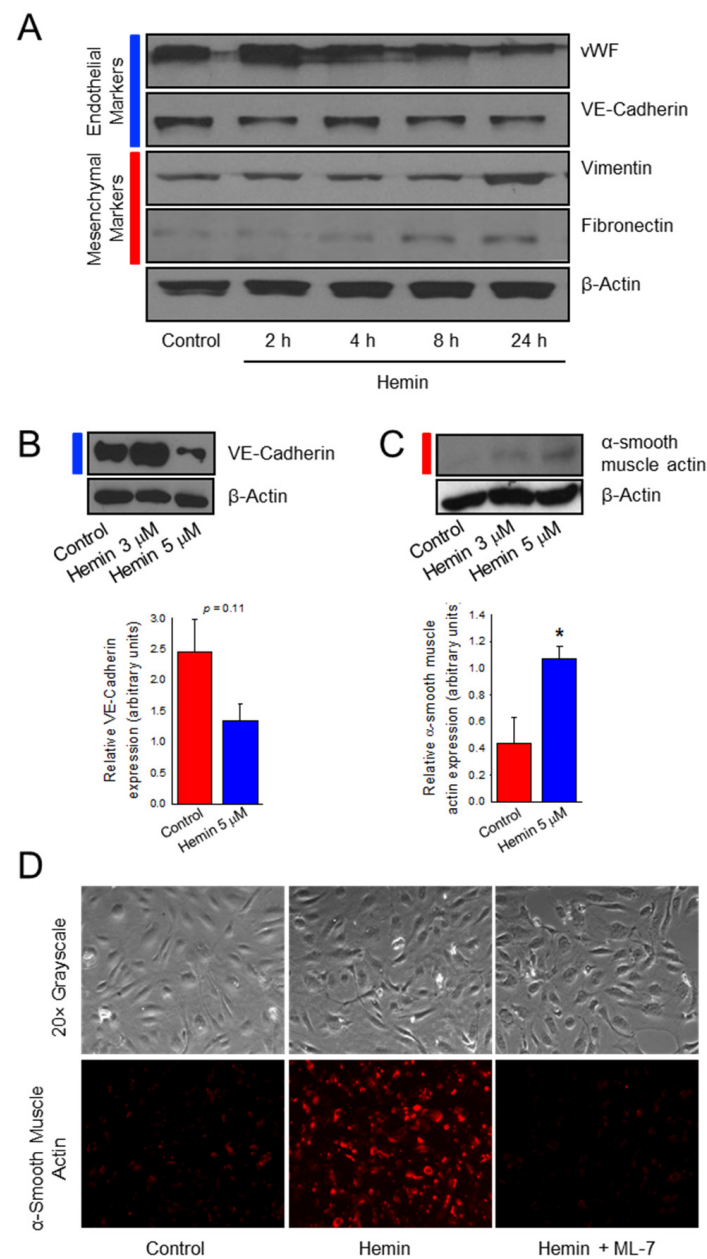 A
Endothelial
Markers
Mesenchymal
Markers
vWF
VE-Cadherin
Vimentin
Fibronectin
β-Actin
Control
2 h
4 h
8 h
24 h
Hemin
B
VE-Cadherin
β-Actin
Control
Hemin 3 μM
Hemin 5 μM
p = 0.11
Relative VE-Cadherin
expression (arbitrary units)
3.0
2.5
2.0
1.5
1.0
0.5
0.0
Control
Hemin 5 μM
C
α-smooth
muscle actin
β-Actin
Control
Hemin 3 μM
Hemin 5 μM
Relative α-smooth muscle
actin expression (arbitrary units)
1.4
1.2
1.0
0.8
0.6
0.4
0.2
0.0
*
Control
Hemin 5 μM
D
20× Grayscale
α-Smooth Muscle
Actin
Control
Hemin
Hemin + ML-7